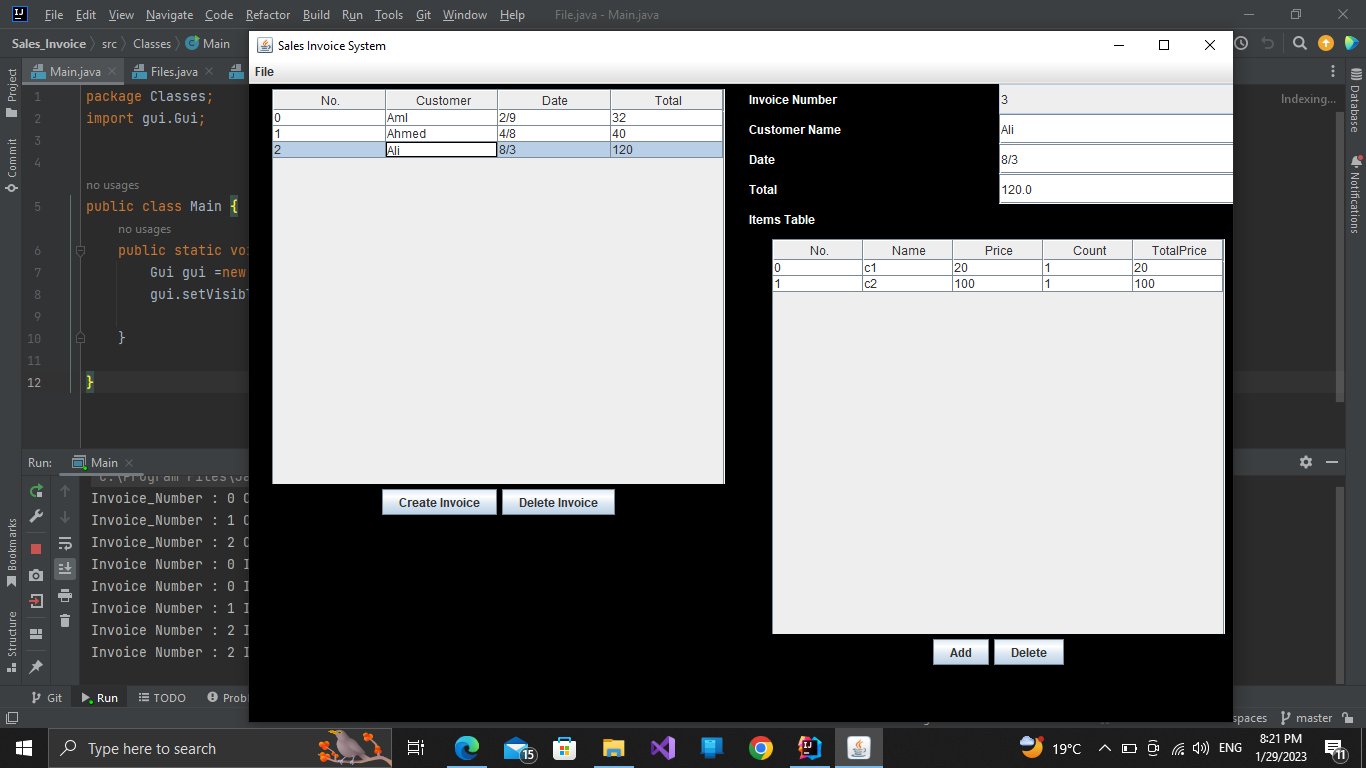 File Edit View Navigate Code Refactor Build Run Tools Git Window Help File.java - Main.java
Sales_Invoice src Classes Main
Project
Commit
Bookmarks
Structure
Main.java Files.java
1 package Classes;
2 import gui.Gui;
3
4
no usages
5 public class Main {
no usages
6 public static voi
7 Gui gui =new
8 gui.setVisib
9
10 }
11
12 }
Indexing...
Database
Notifications
Sales Invoice System
File
No. Customer Date Total
0 Aml 2/9 32
1 Ahmed 4/8 40
2 Ali 8/3 120
Create Invoice Delete Invoice
Invoice Number 3
Customer Name Ali
Date 8/3
Total 120.0
Items Table
No. Name Price Count TotalPrice
0 c1 20 1 20
1 c2 100 1 100
Add Delete
Run: Main
"C:\Program Files\Ja
Invoice_Number : 0
Invoice_Number : 1
Invoice_Number : 2
Invoice Number : 0 I
Invoice Number : 0 I
Invoice Number : 1 I
Invoice Number : 2 I
Invoice Number : 2 I
Git Run TODO Prob
spaces master
Type here to search
15
19°C ENG 8:21 PM
1/29/2023
11